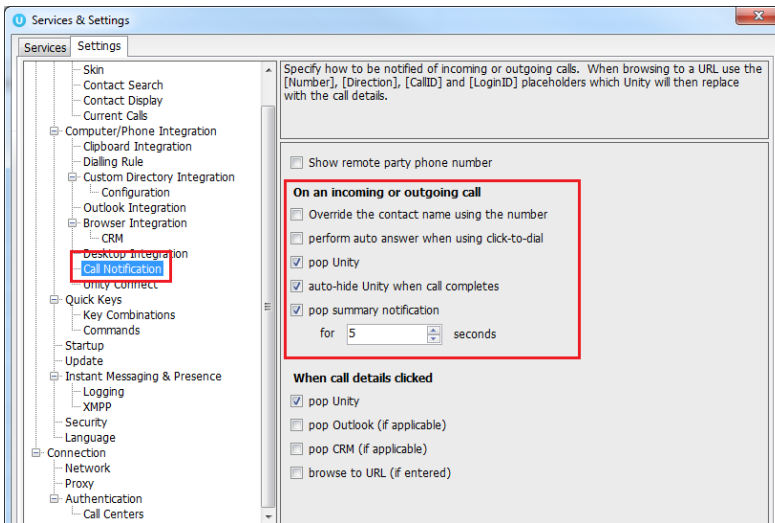 Services & Settings
Services
Settings
Skin
Contact Search
Contact Display
Current Calls
Computer/Phone Integration
Clipboard Integration
Dialling Rule
Custom Directory Integration
Configuration
Outlook Integration
Browser Integration
CRM
Desktop Integration
Call Notification
Unity Connect
Quick Keys
Key Combinations
Commands
Startup
Update
Instant Messaging & Presence
Logging
XMPP
Security
Language
Connection
Network
Proxy
Authentication
Call Centers
Specify how to be notified of incoming or outgoing calls. When browsing to a URL use the
[Number], [Direction], [CallID] and [LoginID] placeholders which Unity will then replace
with the call details.
Show remote party phone number
On an incoming or outgoing call
Override the contact name using the number
perform auto answer when using click-to-dial
pop Unity
auto-hide Unity when call completes
pop summary notification
for 5 seconds
When call details clicked
pop Unity
pop Outlook (if applicable)
pop CRM (if applicable)
browse to URL (if entered)